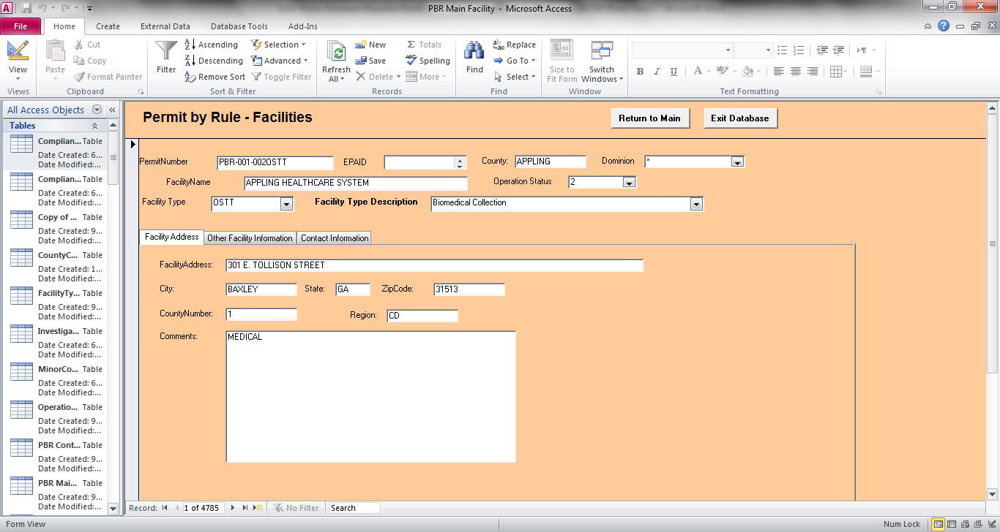 PBR Main Facility - Microsoft Access
File Home Create External Data Database Tools Add-Ins
View
Views
Paste
Cut
Copy
Format Painter
Clipboard
Filter
Ascending
Descending
Remove Sort
Selection
Advanced
Toggle Filter
Sort & Filter
Refresh
All
New
Save
Delete
Totals
Spelling
More
Records
Find
Replace
Go To
Select
Find
Size to
Fit Form
Switch
Windows
Window
Text Formatting
All Access Objects
Tables
Complian... Table
Date Created: 6...
Date Modified:...
Complian... Table
Date Created: 6...
Date Modified:...
Copy of ... Table
Date Created: 9...
Date Modified:...
CountyC... Table
Date Created: 1...
Date Modified:...
FacilityTy... Table
Date Created: 9...
Date Modified:...
Investiga... Table
Date Created: 6...
Date Modified:...
MinorCo... Table
Date Created: 6...
Date Modified:...
Operatio... Table
Date Created: 9...
Date Modified:...
PBR Cont... Table
Date Created: 9...
Date Modified:...
PBR Mai... Table
Date Created: 9...
Date Modified:...
Permit by Rule - Facilities
Return to Main Exit Database
PermitNumber PBR-001-002OSTT EPAID County: APPLING Dominion *
FacilityName APPLING HEALTHCARE SYSTEM Operation Status 2
Facility Type OSTT Facility Type Description Biomedical Collection
Facility Address Other Facility Information Contact Information
FacilityAddress: 301 E. TOLLISON STREET
City: BAXLEY State: GA ZipCode: 31513
CountyNumber: 1 Region: CD
Comments: MEDICAL
Record: 1 of 4785 No Filter Search
Form View Num Lock